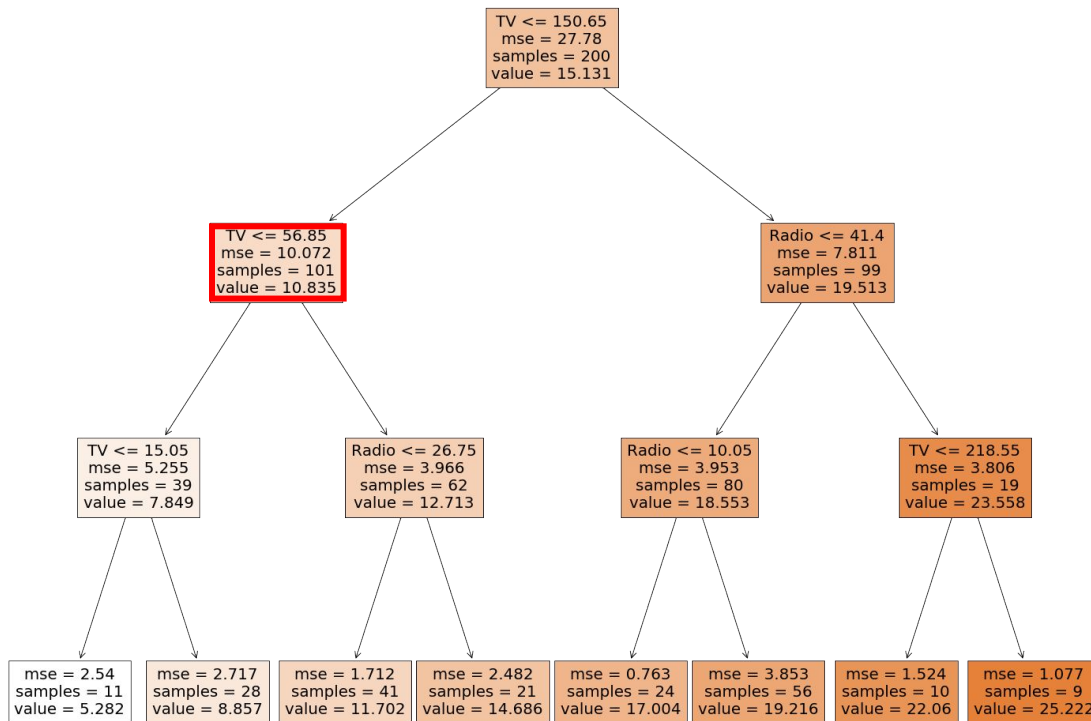 TV <= 150.65
mse = 27.78
samples = 200
value = 15.131
TV <= 56.85
mse = 10.072
samples = 101
value = 10.835
Radio <= 41.4
mse = 7.811
samples = 99
value = 19.513
TV <= 15.05
mse = 5.255
samples = 39
value = 7.849
Radio <= 26.75
mse = 3.966
samples = 62
value = 12.713
Radio <= 10.05
mse = 3.953
samples = 80
value = 18.553
TV <= 218.55
mse = 3.806
samples = 19
value = 23.558
mse = 2.54
samples = 11
value = 5.282
mse = 2.717
samples = 28
value = 8.857
mse = 1.712
samples = 41
value = 11.702
mse = 2.482
samples = 21
value = 14.686
mse = 0.763
samples = 24
value = 17.004
mse = 3.853
samples = 56
value = 19.216
mse = 1.524
samples = 10
value = 22.06
mse = 1.077
samples = 9
value = 25.222